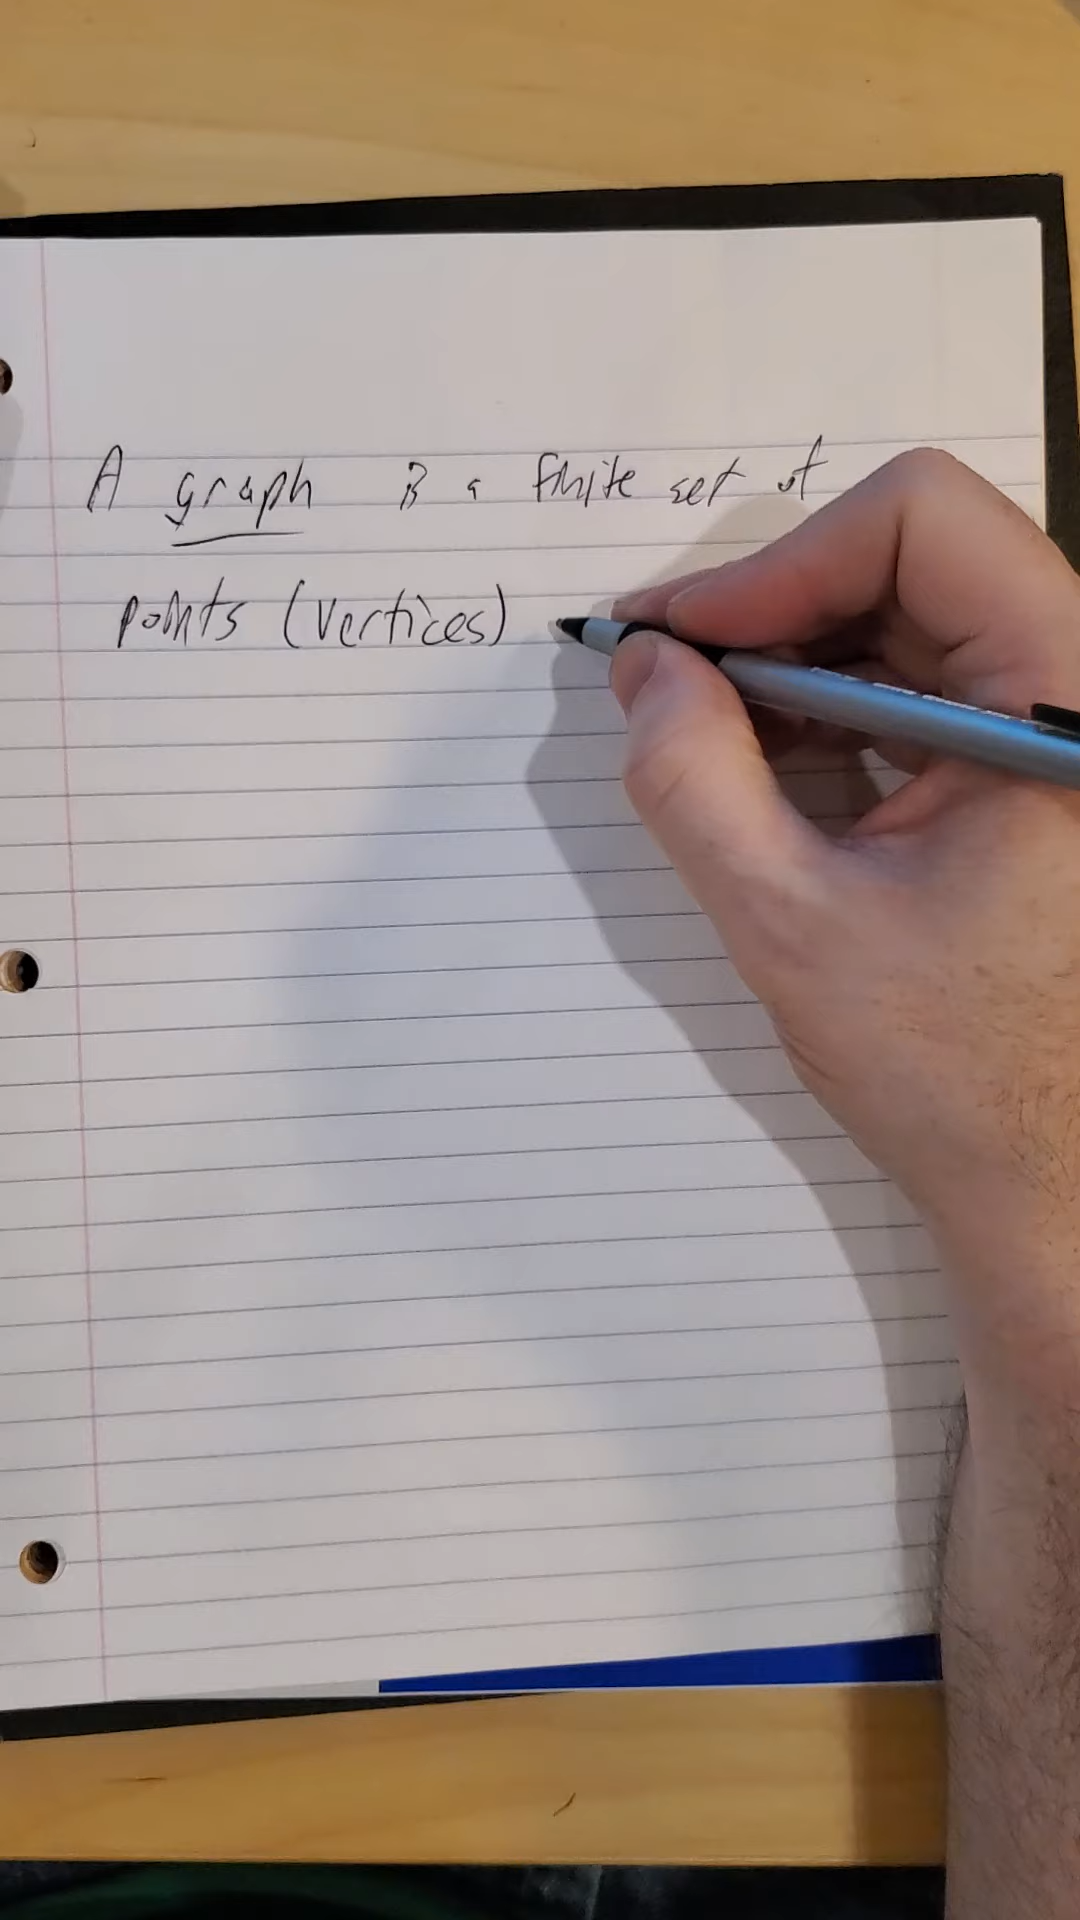 A graph is a finite set of
points (vertices)